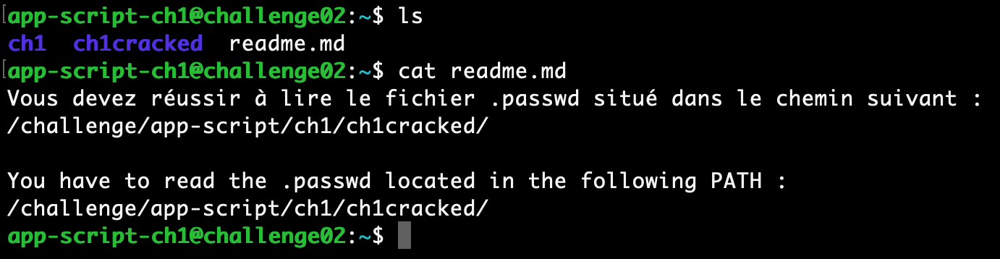 app-script-ch1@challenge02:~$ ls
ch1  ch1cracked  readme.md
app-script-ch1@challenge02:~$ cat readme.md
Vous devez réussir à lire le fichier .passwd situé dans le chemin suivant :
/challenge/app-script/ch1/ch1cracked/
You have to read the .passwd located in the following PATH :
/challenge/app-script/ch1/ch1cracked/
app-script-ch1@challenge02:~$